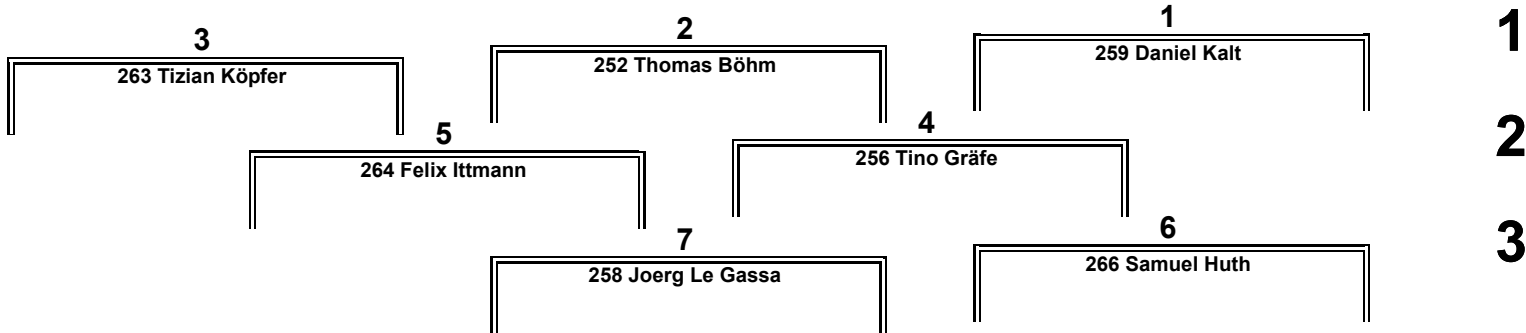 3
263 Tizian Köpfer
2
252 Thomas Böhm
1
259 Daniel Kalt
1
5
264 Felix Ittmann
4
256 Tino Gräfe
2
7
258 Joerg Le Gassa
6
266 Samuel Huth
3